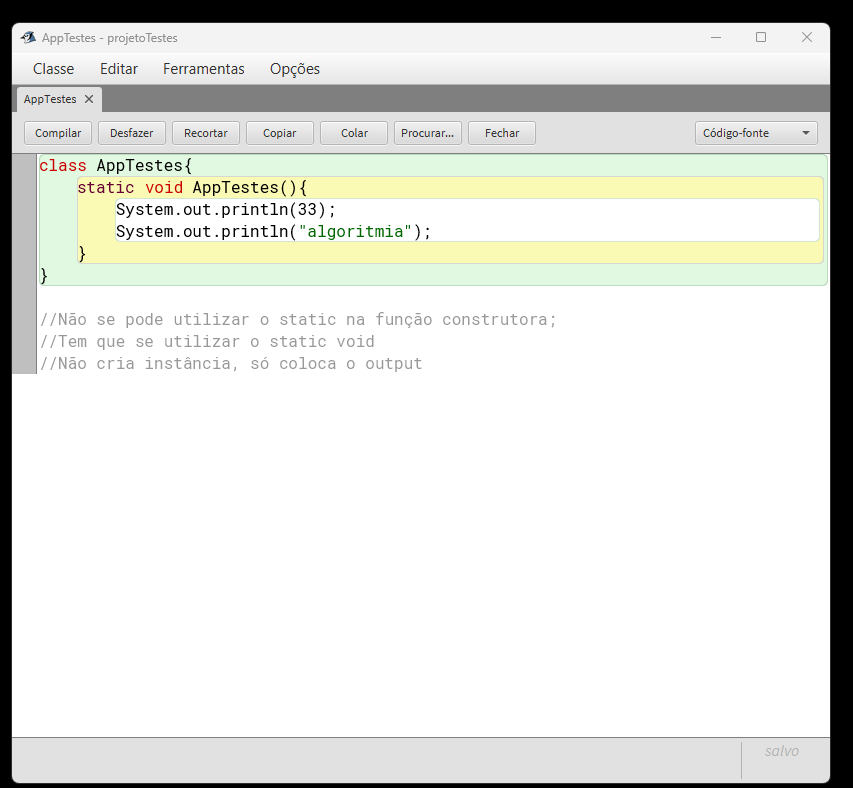 AppTestes - projetoTestes
Classe Editar Ferramentas Opções
AppTestes
Compilar Desfazer Recortar Copiar Colar Procurar... Fechar Código-fonte
class AppTestes{
    static void AppTestes(){
        System.out.println(33);
        System.out.println("algoritmia");
    }
}
//Não se pode utilizar o static na função construtora;
//Tem que se utilizar o static void
//Não cria instância, só coloca o output
salvo